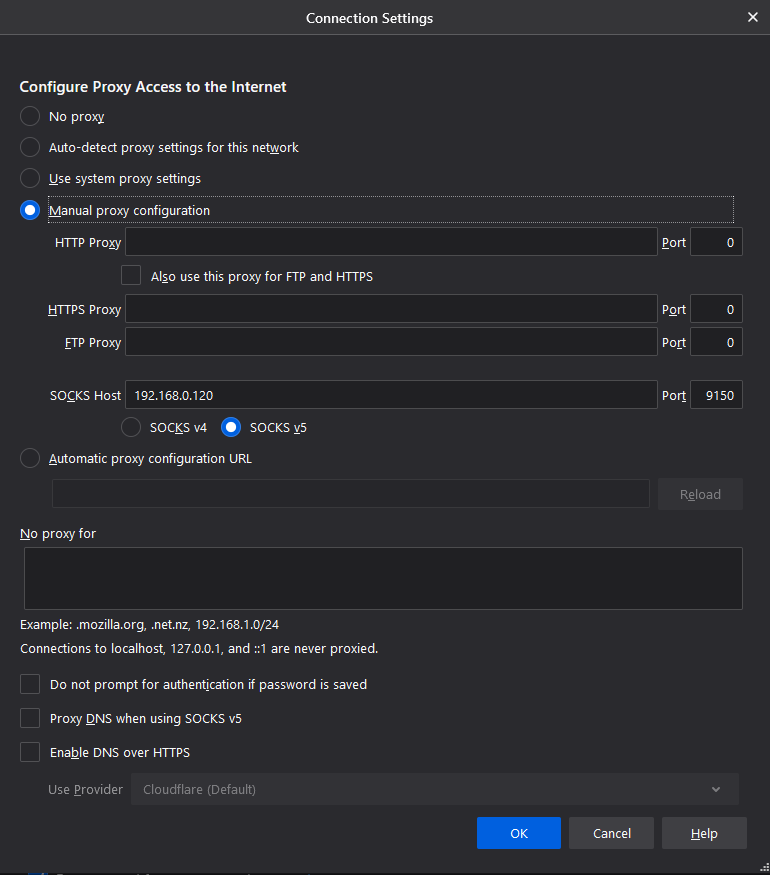 Connection Settings
Configure Proxy Access to the Internet
No proxy
Auto-detect proxy settings for this network
Use system proxy settings
Manual proxy configuration
HTTP Proxy Port 0
Also use this proxy for FTP and HTTPS
HTTPS Proxy Port 0
FTP Proxy Port 0
SOCKS Host 192.168.0.120 Port 9150
SOCKS v4 SOCKS v5
Automatic proxy configuration URL
Reload
No proxy for
Example: .mozilla.org, .net.nz, 192.168.1.0/24
Connections to localhost, 127.0.0.1, and ::1 are never proxied.
Do not prompt for authentication if password is saved
Proxy DNS when using SOCKS v5
Enable DNS over HTTPS
Use Provider Cloudflare (Default)
OK Cancel Help